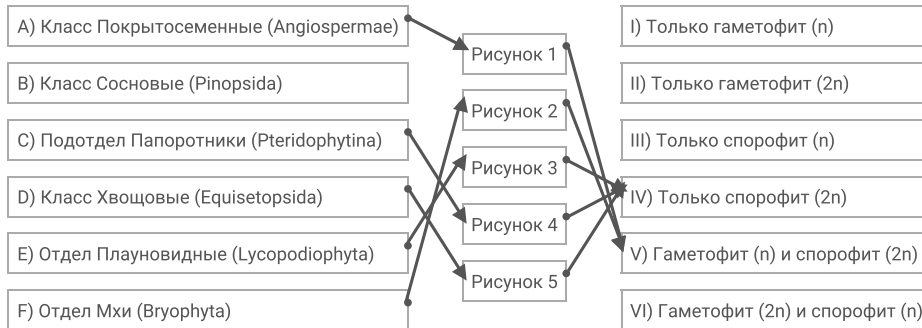 A) Класс Покрытосеменные (Angiospermae)
B) Класс Сосновые (Pinopsida)
C) Подотдел Папоротники (Pteridophytina)
D) Класс Хвощовые (Equisetopsida)
E) Отдел Плауновидные (Lycopodiophyta)
F) Отдел Мхи (Bryophyta)
Рисунок 1
Рисунок 2
Рисунок 3
Рисунок 4
Рисунок 5
I) Только гаметофит (n)
II) Только гаметофит (2n)
III) Только спорофит (n)
IV) Только спорофит (2n)
V) Гаметофит (n) и спорофит (2n)
VI) Гаметофит (2n) и спорофит (n)